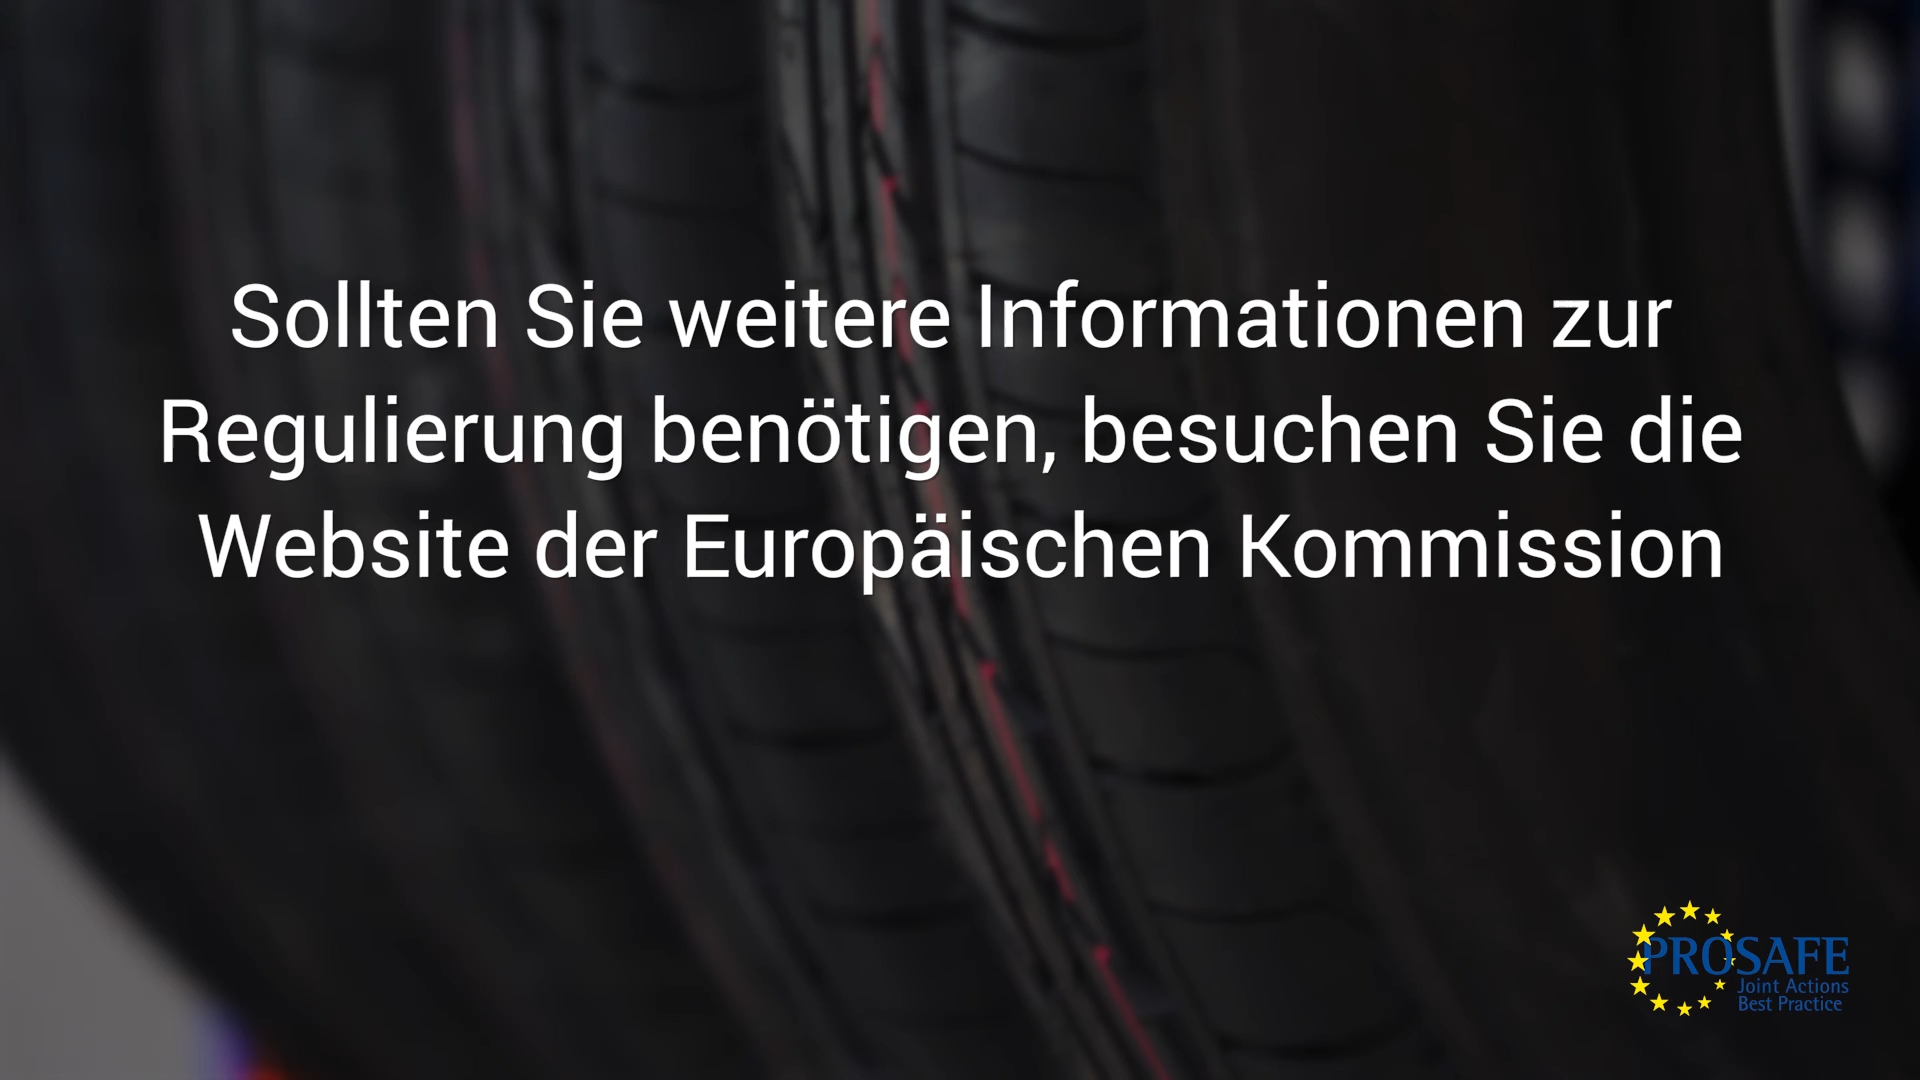 Sollten Sie weitere Informationen zur
Regulierung benötigen, besuchen Sie die
Website der Europäischen Kommission
PROSAFE
Joint Actions
Best Practice